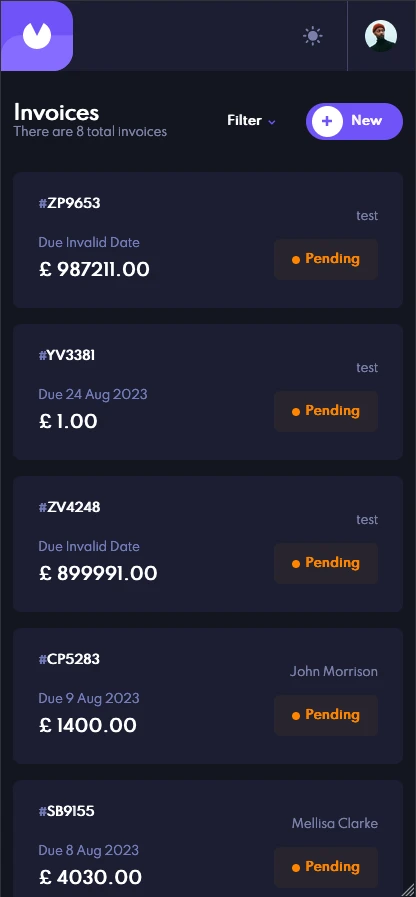 Invoices
There are 8 total invoices
Filter
+ New
#ZP9653
test
Due Invalid Date
£ 987211.00
Pending
#YV3381
test
Due 24 Aug 2023
£ 1.00
Pending
#ZV4248
test
Due Invalid Date
£ 899991.00
Pending
#CP5283
John Morrison
Due 9 Aug 2023
£ 1400.00
Pending
#SB9155
Mellisa Clarke
Due 8 Aug 2023
£ 4030.00
Pending